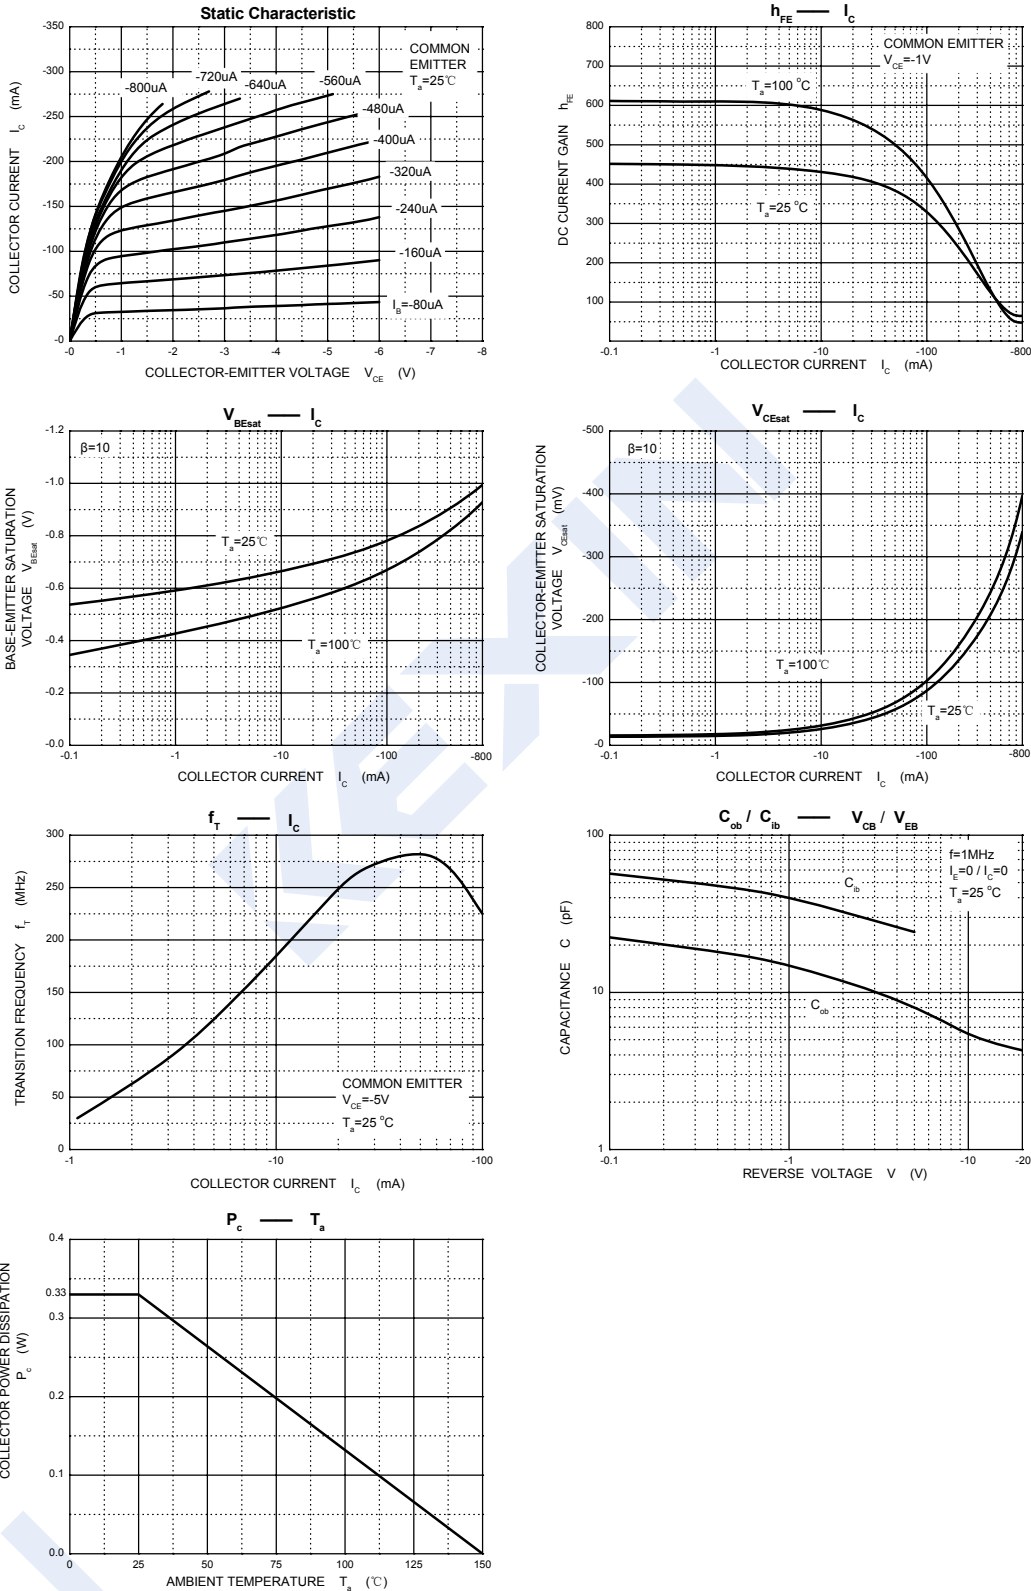 Static Characteristic
COLLECTOR CURRENT I_C (mA)
-350
-300
-250
-200
-150
-100
-50
-0
COMMON
EMITTER
T_a=25℃
-800uA
-720uA
-640uA
-560uA
-480uA
-400uA
-320uA
-240uA
-160uA
I_B=-80uA
-0 -1 -2 -3 -4 -5 -6 -7 -8
COLLECTOR-EMITTER VOLTAGE V_CE (V)
h_FE —— I_C
DC CURRENT GAIN h_FE
800
700
600
500
400
300
200
100
COMMON EMITTER
V_CE=-1V
T_a=100 °C
T_a=25 °C
-0.1 -1 -10 -100 -800
COLLECTOR CURRENT I_C (mA)
V_BEsat —— I_C
BASE-EMITTER SATURATION
VOLTAGE V_BEsat (V)
-1.2
-1.0
-0.8
-0.6
-0.4
-0.2
-0.0
β=10
T_a=25℃
T_a=100℃
-0.1 -1 -10 -100 -800
COLLECTOR CURRENT I_C (mA)
V_CEsat —— I_C
COLLECTOR-EMITTER SATURATION
VOLTAGE V_CEsat (mV)
-500
-400
-300
-200
-100
-0
β=10
T_a=100℃
T_a=25℃
-0.1 -1 -10 -100 -800
COLLECTOR CURRENT I_C (mA)
f_T —— I_C
TRANSITION FREQUENCY f_T (MHz)
300
250
200
150
100
50
0
COMMON EMITTER
V_CE=-5V
T_a=25 °C
-1 -10 -100
COLLECTOR CURRENT I_C (mA)
C_ob / C_ib —— V_CB / V_EB
CAPACITANCE C (pF)
100
10
1
f=1MHz
I_E=0 / I_C=0
T_a=25 °C
C_ib
C_ob
-0.1 -1 -10 -20
REVERSE VOLTAGE V (V)
P_c —— T_a
COLLECTOR POWER DISSIPATION
P_c (W)
0.4
0.33
0.3
0.2
0.1
0.0
0 25 50 75 100 125 150
AMBIENT TEMPERATURE T_a (℃)
KEXIN